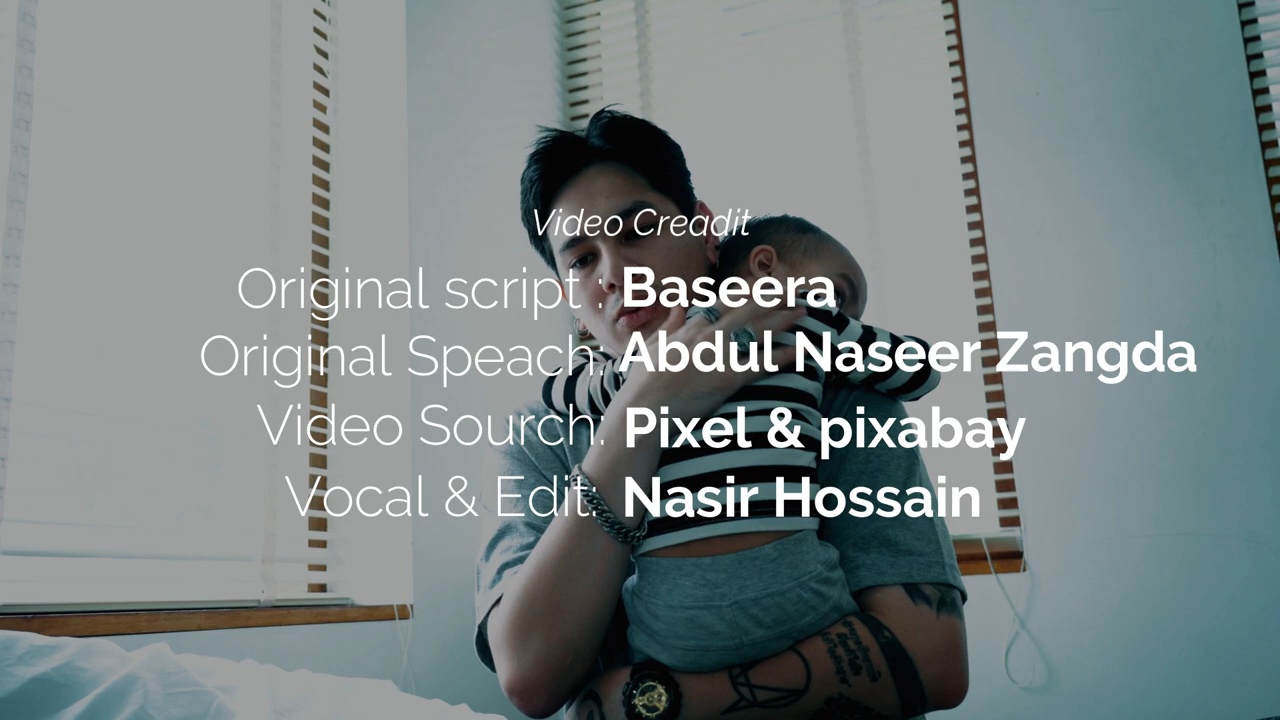 Video Creadit
Original script : Baseera
Original Speach: Abdul Naseer Zangda
Video Sourch: Pixel & pixabay
Vocal & Edit: Nasir Hossain